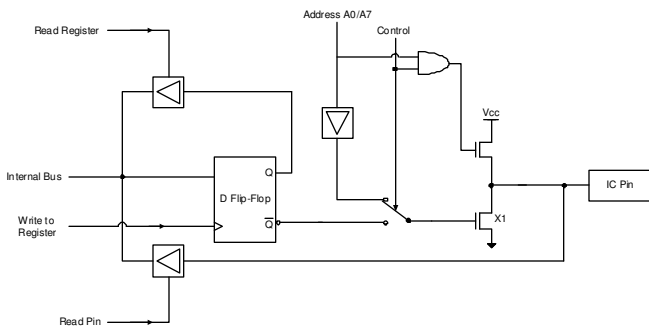 Address A0/A7
Read Register
Control
Vcc
Internal Bus
Q
D Flip-Flop
IC Pin
Write to
Register
Q
X1
Read Pin